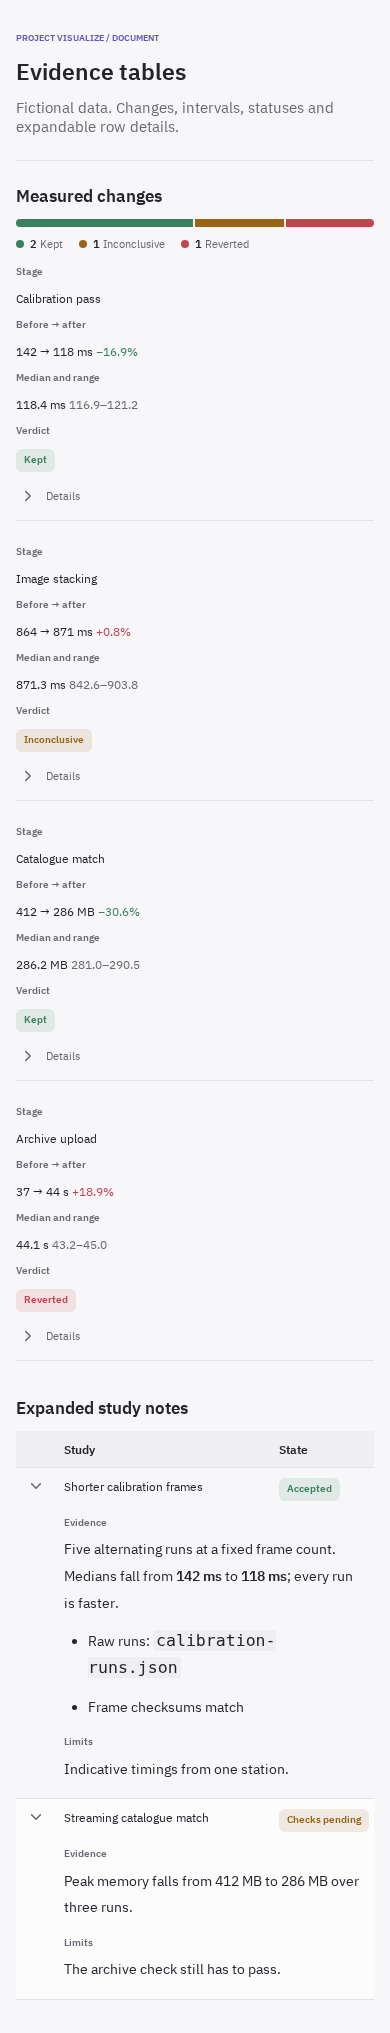 PROJECT VISUALIZE / DOCUMENT
Evidence tables
Fictional data. Changes, intervals, statuses and
expandable row details.
Measured changes
2 Kept 1 Inconclusive 1 Reverted
Stage
Calibration pass
Before → after
142 → 118 ms −16.9%
Median and range
118.4 ms 116.9–121.2
Verdict
Kept
Details
Stage
Image stacking
Before → after
864 → 871 ms +0.8%
Median and range
871.3 ms 842.6–903.8
Verdict
Inconclusive
Details
Stage
Catalogue match
Before → after
412 → 286 MB −30.6%
Median and range
286.2 MB 281.0–290.5
Verdict
Kept
Details
Stage
Archive upload
Before → after
37 → 44 s +18.9%
Median and range
44.1 s 43.2–45.0
Verdict
Reverted
Details
Expanded study notes
Study State
Shorter calibration frames Accepted
Evidence
Five alternating runs at a fixed frame count.
Medians fall from 142 ms to 118 ms; every run
is faster.
• Raw runs: calibration-
runs.json
• Frame checksums match
Limits
Indicative timings from one station.
Streaming catalogue match Checks pending
Evidence
Peak memory falls from 412 MB to 286 MB over
three runs.
Limits
The archive check still has to pass.